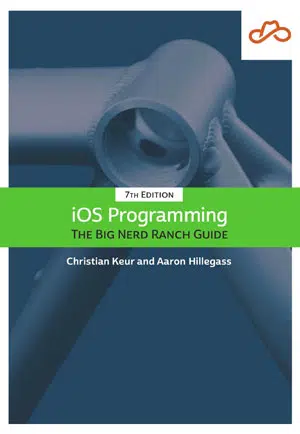 7TH EDITION
iOS Programming
THE BIG NERD RANCH GUIDE
Christian Keur and Aaron Hillegass